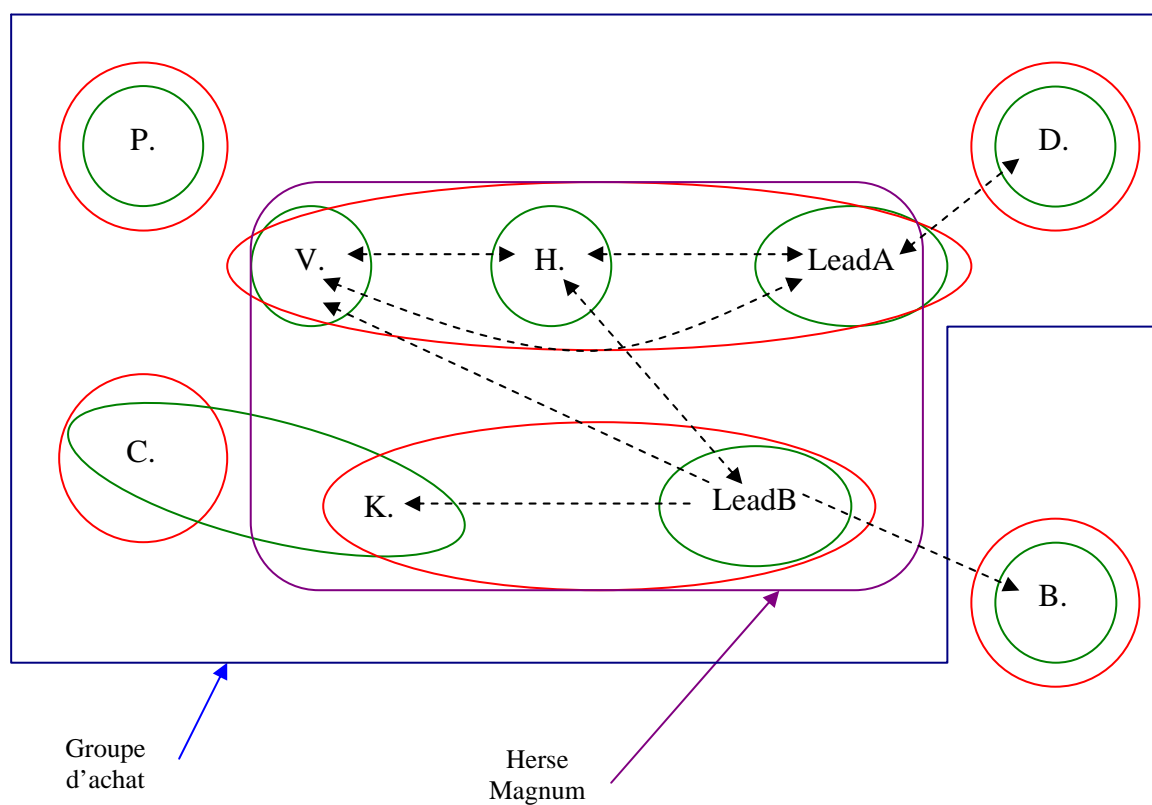 P.
D.
V.
H.
LeadA
C.
K.
LeadB
B.
Groupe
d'achat
Herse
Magnum